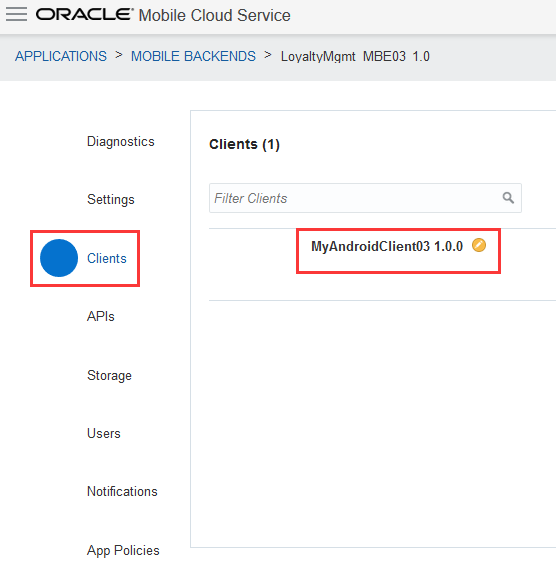 ORACLE® Mobile Cloud Service
APPLICATIONS > MOBILE BACKENDS > LoyaltyMgmt MBE03 1.0
Diagnostics
Settings
Clients
APIs
Storage
Users
Notifications
App Policies
Clients (1)
Filter Clients
MyAndroidClient03 1.0.0